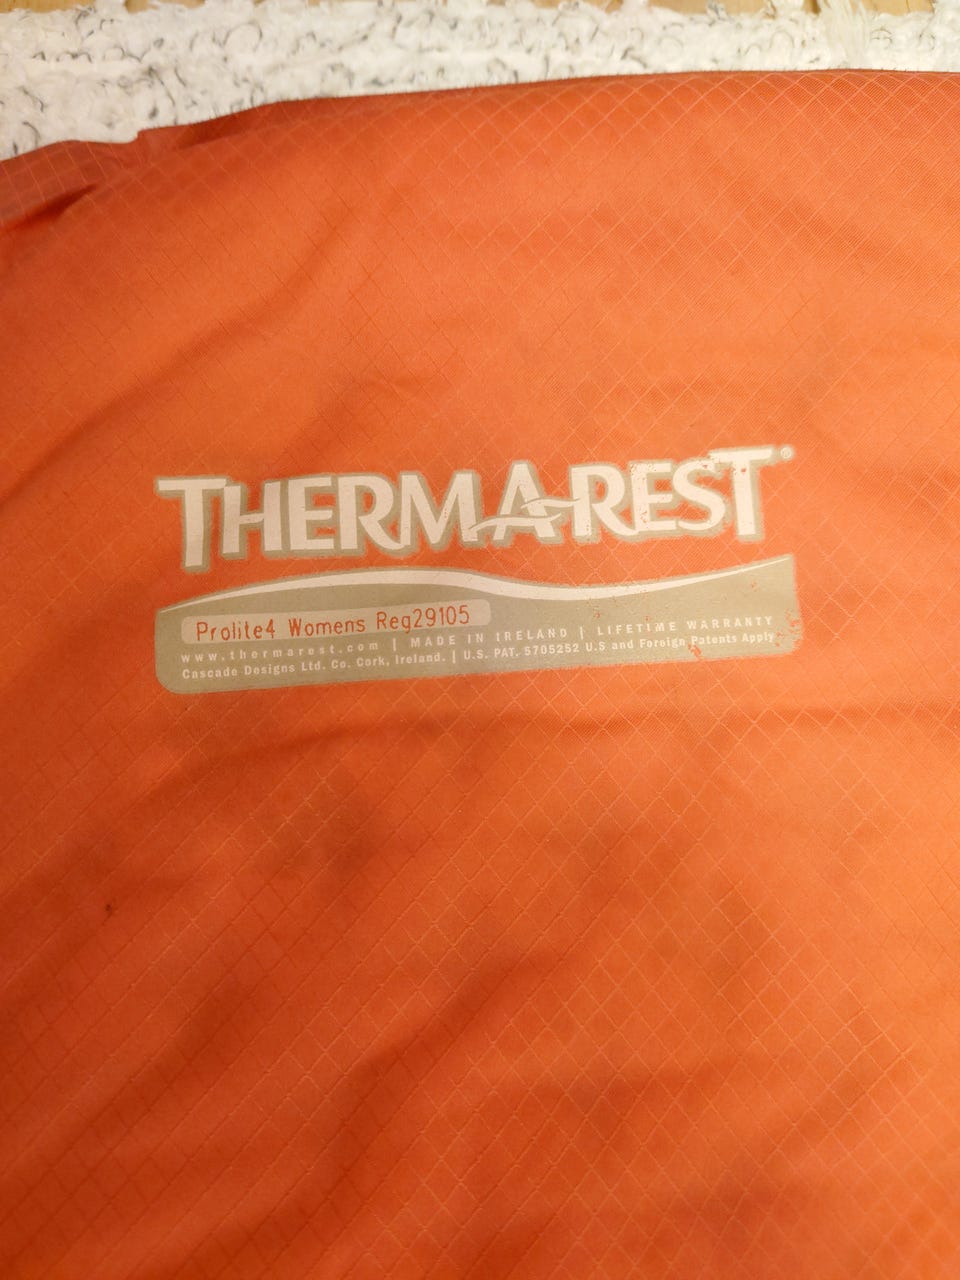 THERMAREST®
Prolite4 Womens Reg29105
www.thermarest.com | MADE IN IRELAND | LIFETIME WARRANTY
Cascade Designs Ltd. Co. Cork, Ireland. | U.S. PAT. 5705252 U.S and Foreign Patents Apply